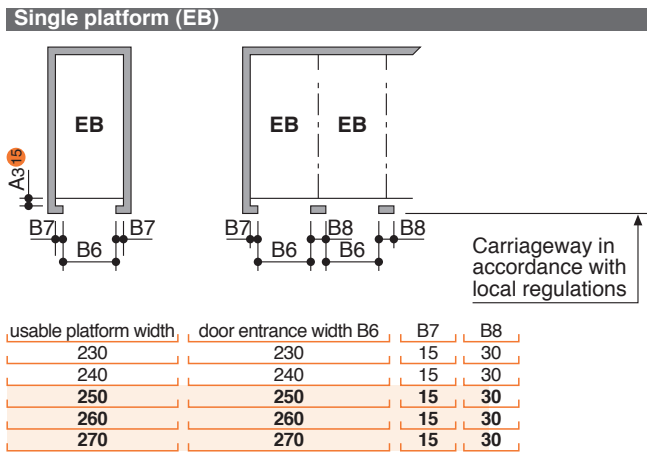 Single platform (EB)
EB
EB EB
A3 15
B7 B6 B7
B7 B6 B8 B6 B8
Carriageway in
accordance with
local regulations
usable platform width door entrance width B6 B7 B8
230 230 15 30
240 240 15 30
250 250 15 30
260 260 15 30
270 270 15 30